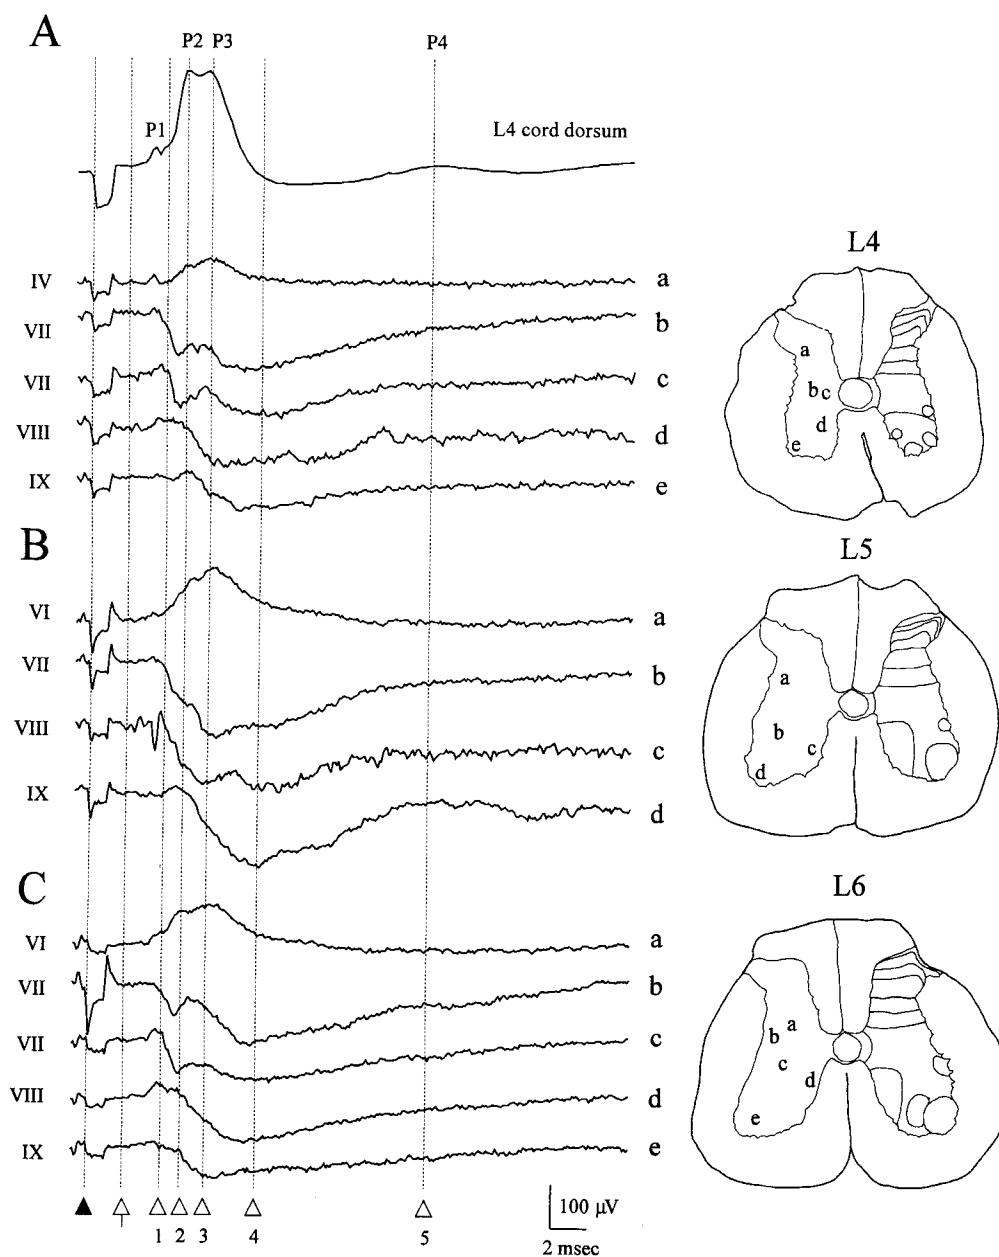 A
P2 P3 P4
P1
L4 cord dorsum
IV a
VII b
VII c
VIII d
IX e
L4
a
b c
d
e
B
VI a
VII b
VIII c
IX d
L5
a
b
c
d
C
VI a
VII b
VII c
VIII d
IX e
L6
a
b
c
d
e
1 2 3 4 5
100 µV
2 msec